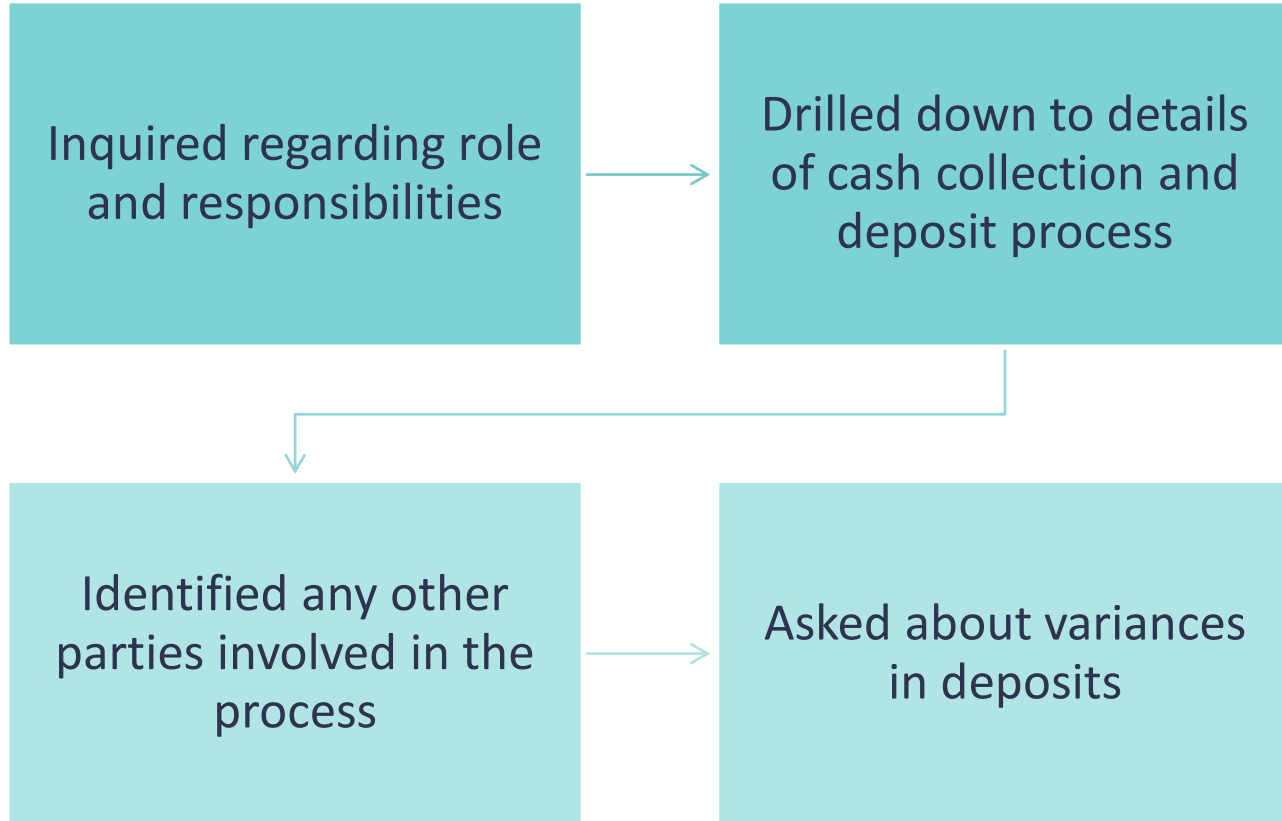 Inquired regarding role
and responsibilities
Drilled down to details
of cash collection and
deposit process
Identified any other
parties involved in the
process
Asked about variances
in deposits